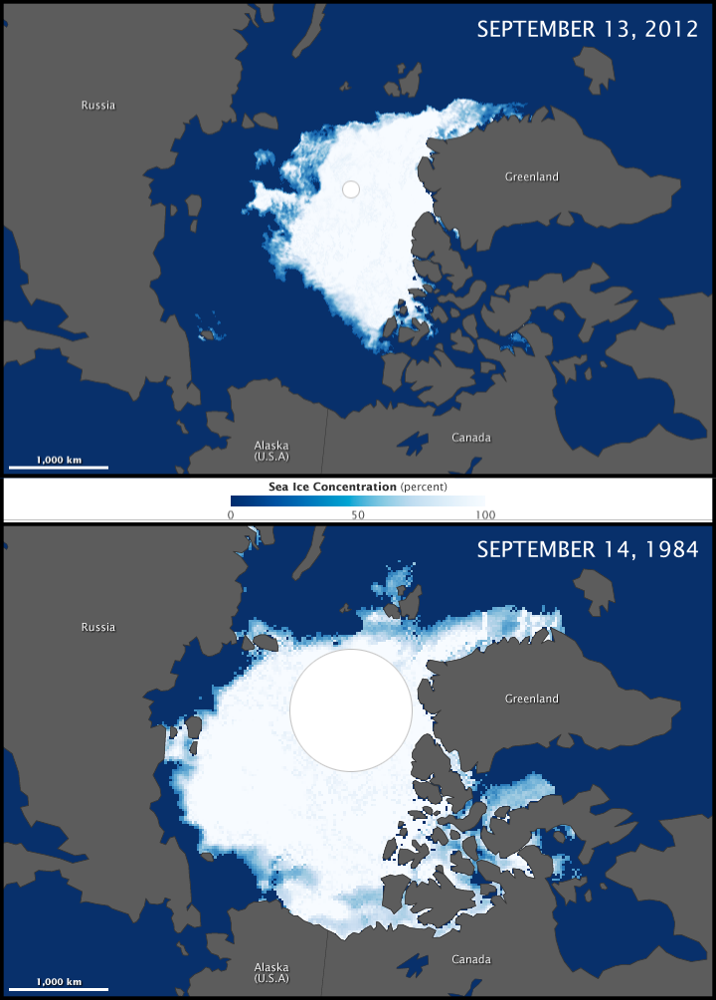 SEPTEMBER 13, 2012
Russia
Greenland
Alaska
(U.S.A)
Canada
1,000 km
Sea Ice Concentration (percent)
0 50 100
SEPTEMBER 14, 1984
Russia
Greenland
Alaska
(U.S.A)
Canada
1,000 km